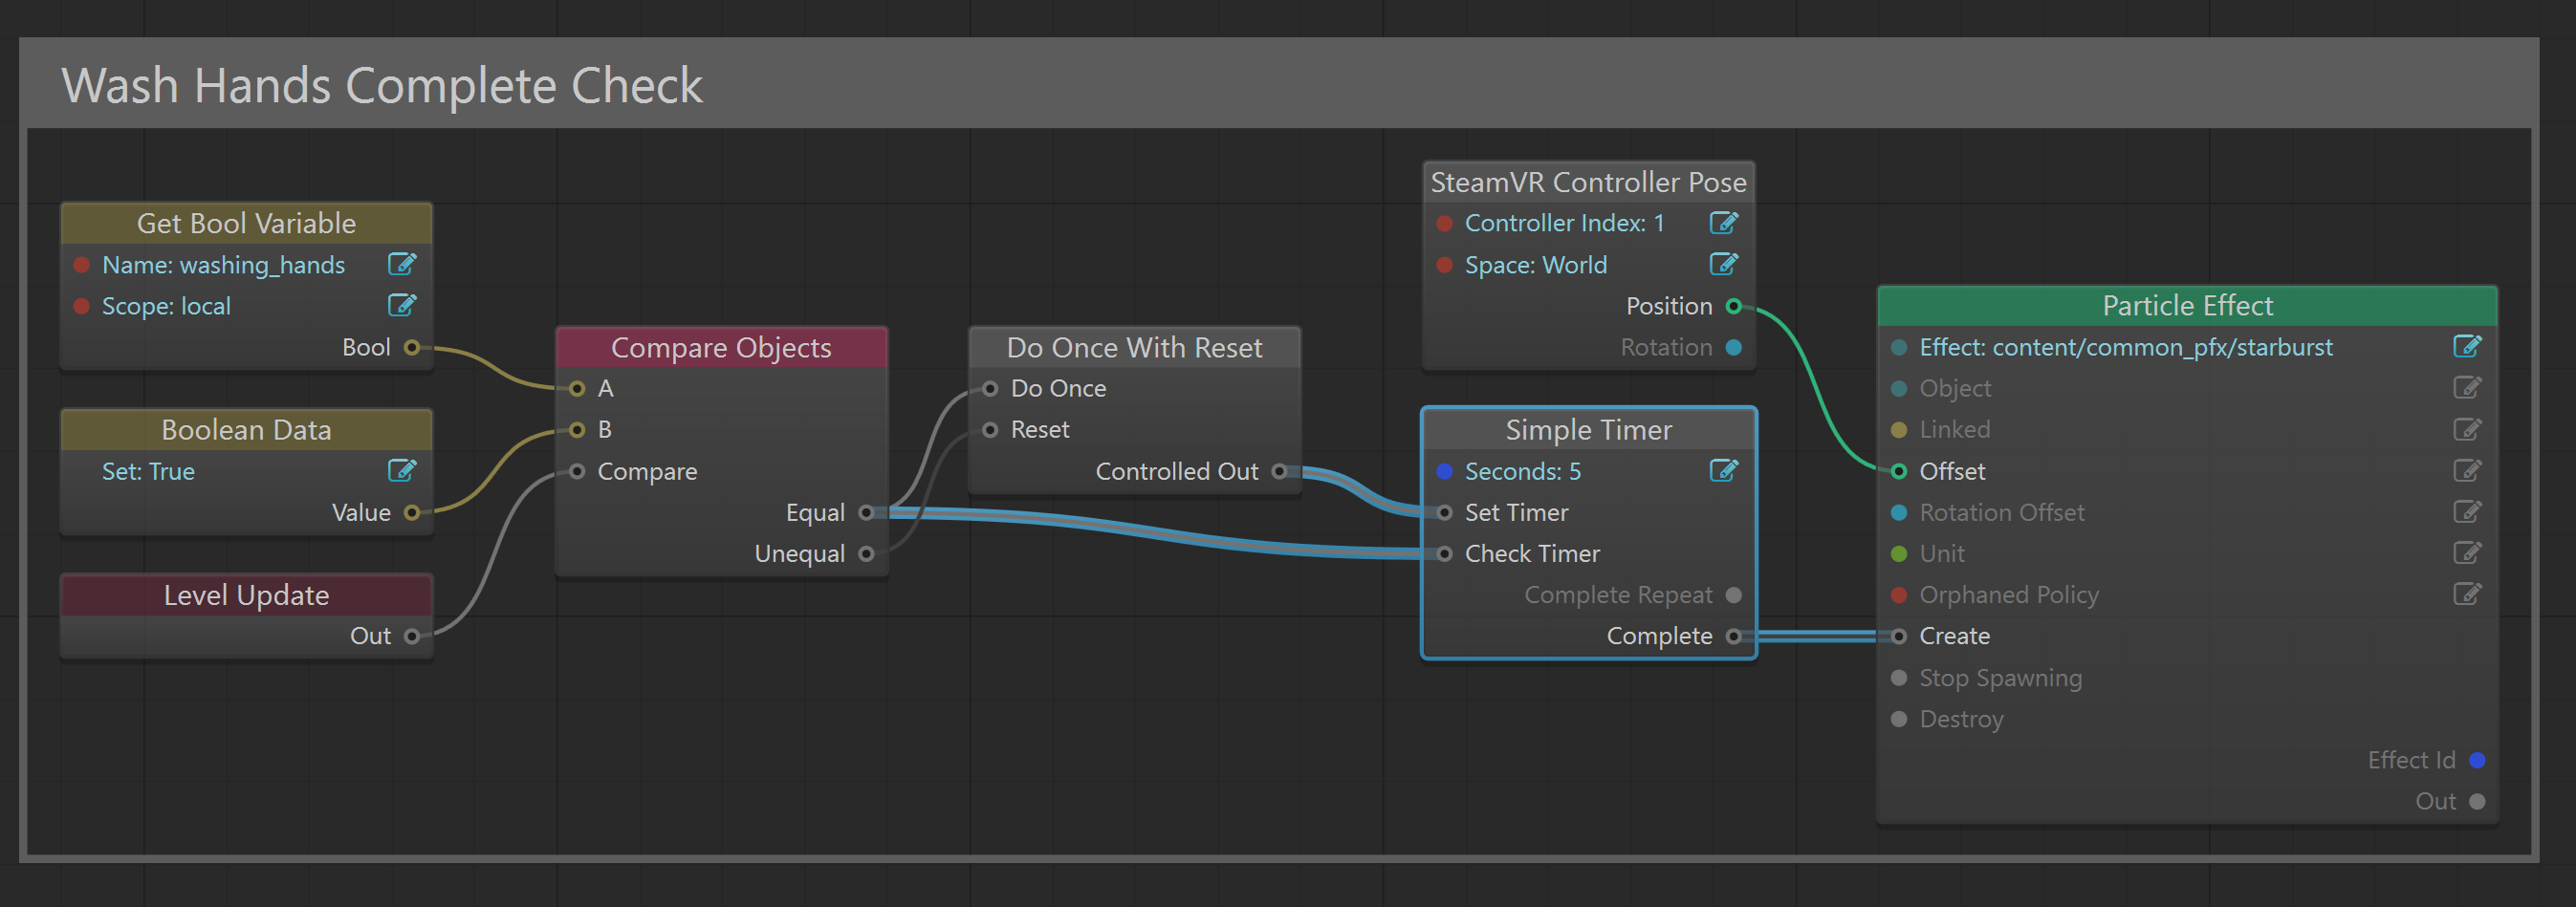 Wash Hands Complete Check
Get Bool Variable
Name: washing_hands
Scope: local
Bool
Boolean Data
Set: True
Value
Level Update
Out
Compare Objects
A
B
Compare
Equal
Unequal
Do Once With Reset
Do Once
Reset
Controlled Out
SteamVR Controller Pose
Controller Index: 1
Space: World
Position
Rotation
Simple Timer
Seconds: 5
Set Timer
Check Timer
Complete Repeat
Complete
Particle Effect
Effect: content/common_pfx/starburst
Object
Linked
Offset
Rotation Offset
Unit
Orphaned Policy
Create
Stop Spawning
Destroy
Effect Id
Out